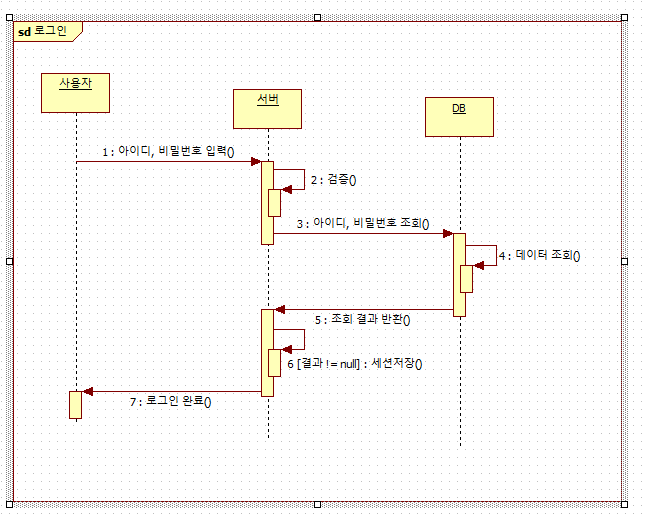 sd 로그인
사용자
서버
DB
1 : 아이디, 비밀번호 입력()
2 : 검증()
3 : 아이디, 비밀번호 조회()
4 : 데이터 조회()
5 : 조회 결과 반환()
6 [결과 != null] : 세션저장()
7 : 로그인 완료()